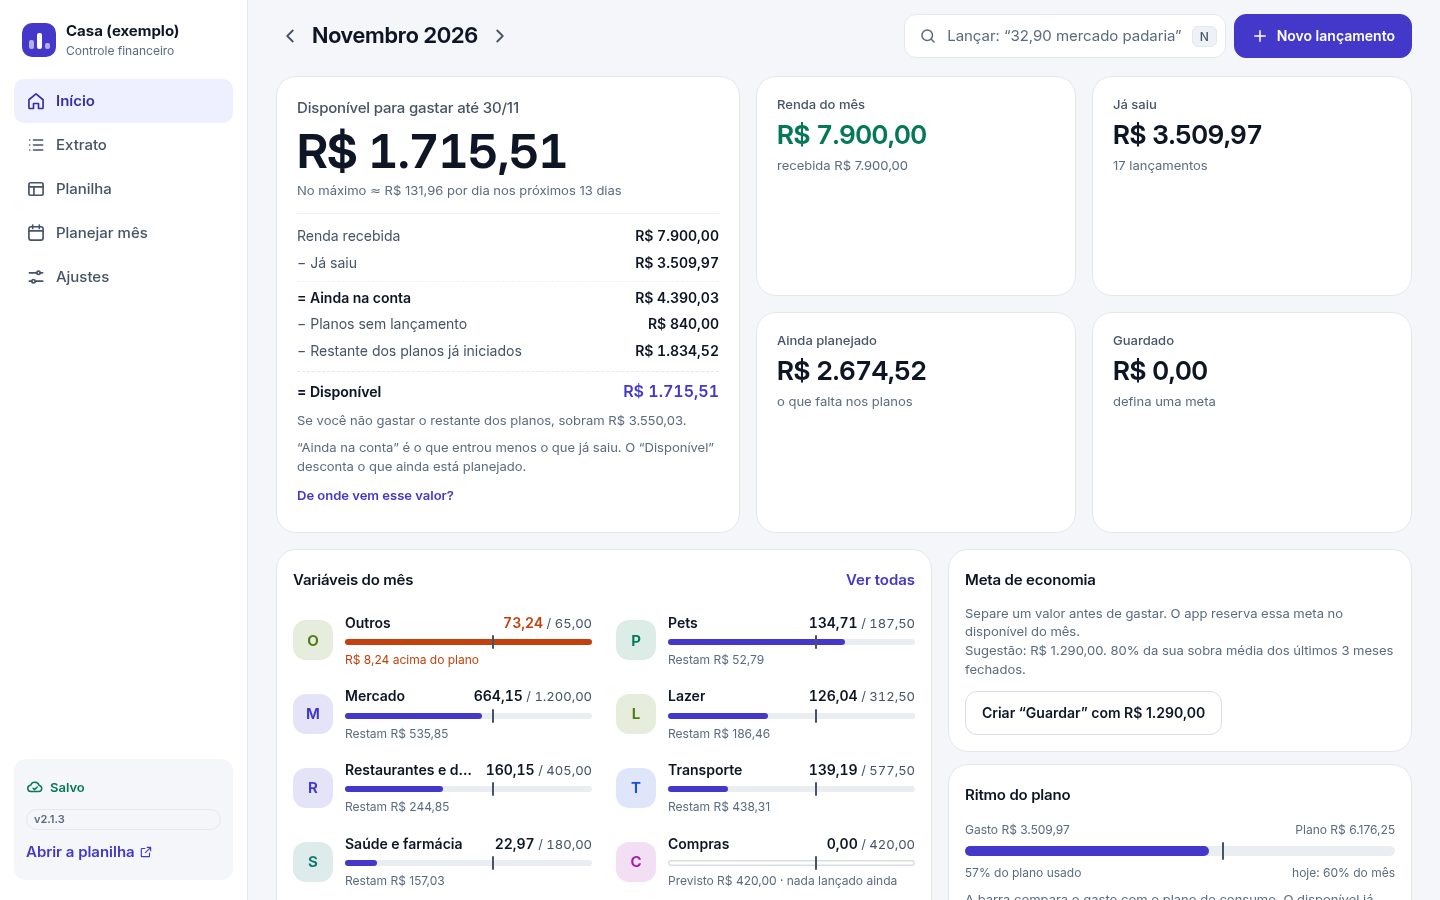 Casa (exemplo)
Controle financeiro
Início
Extrato
Planilha
Planejar mês
Ajustes
Salvo
v2.1.3
Abrir a planilha
Novembro 2026
Lançar: “32,90 mercado padaria”
N
Novo lançamento
Disponível para gastar até 30/11
R$ 1.715,51
No máximo ≈ R$ 131,96 por dia nos próximos 13 dias
Renda recebida R$ 7.900,00
− Já saiu R$ 3.509,97
= Ainda na conta R$ 4.390,03
− Planos sem lançamento R$ 840,00
− Restante dos planos já iniciados R$ 1.834,52
= Disponível R$ 1.715,51
Se você não gastar o restante dos planos, sobram R$ 3.550,03.
“Ainda na conta” é o que entrou menos o que já saiu. O “Disponível”
desconta o que ainda está planejado.
De onde vem esse valor?
Renda do mês
R$ 7.900,00
recebida R$ 7.900,00
Já saiu
R$ 3.509,97
17 lançamentos
Ainda planejado
R$ 2.674,52
o que falta nos planos
Guardado
R$ 0,00
defina uma meta
Variáveis do mês
Ver todas
O
Outros 73,24 / 65,00
R$ 8,24 acima do plano
P
Pets 134,71 / 187,50
Restam R$ 52,79
M
Mercado 664,15 / 1.200,00
Restam R$ 535,85
L
Lazer 126,04 / 312,50
Restam R$ 186,46
R
Restaurantes e d… 160,15 / 405,00
Restam R$ 244,85
T
Transporte 139,19 / 577,50
Restam R$ 438,31
S
Saúde e farmácia 22,97 / 180,00
Restam R$ 157,03
C
Compras 0,00 / 420,00
Previsto R$ 420,00 · nada lançado ainda
Meta de economia
Separe um valor antes de gastar. O app reserva essa meta no
disponível do mês.
Sugestão: R$ 1.290,00. 80% da sua sobra média dos últimos 3 meses
fechados.
Criar “Guardar” com R$ 1.290,00
Ritmo do plano
Gasto R$ 3.509,97 Plano R$ 6.176,25
57% do plano usado hoje: 60% do mês
A barra compara o gasto com o plano de consumo. O disponível já